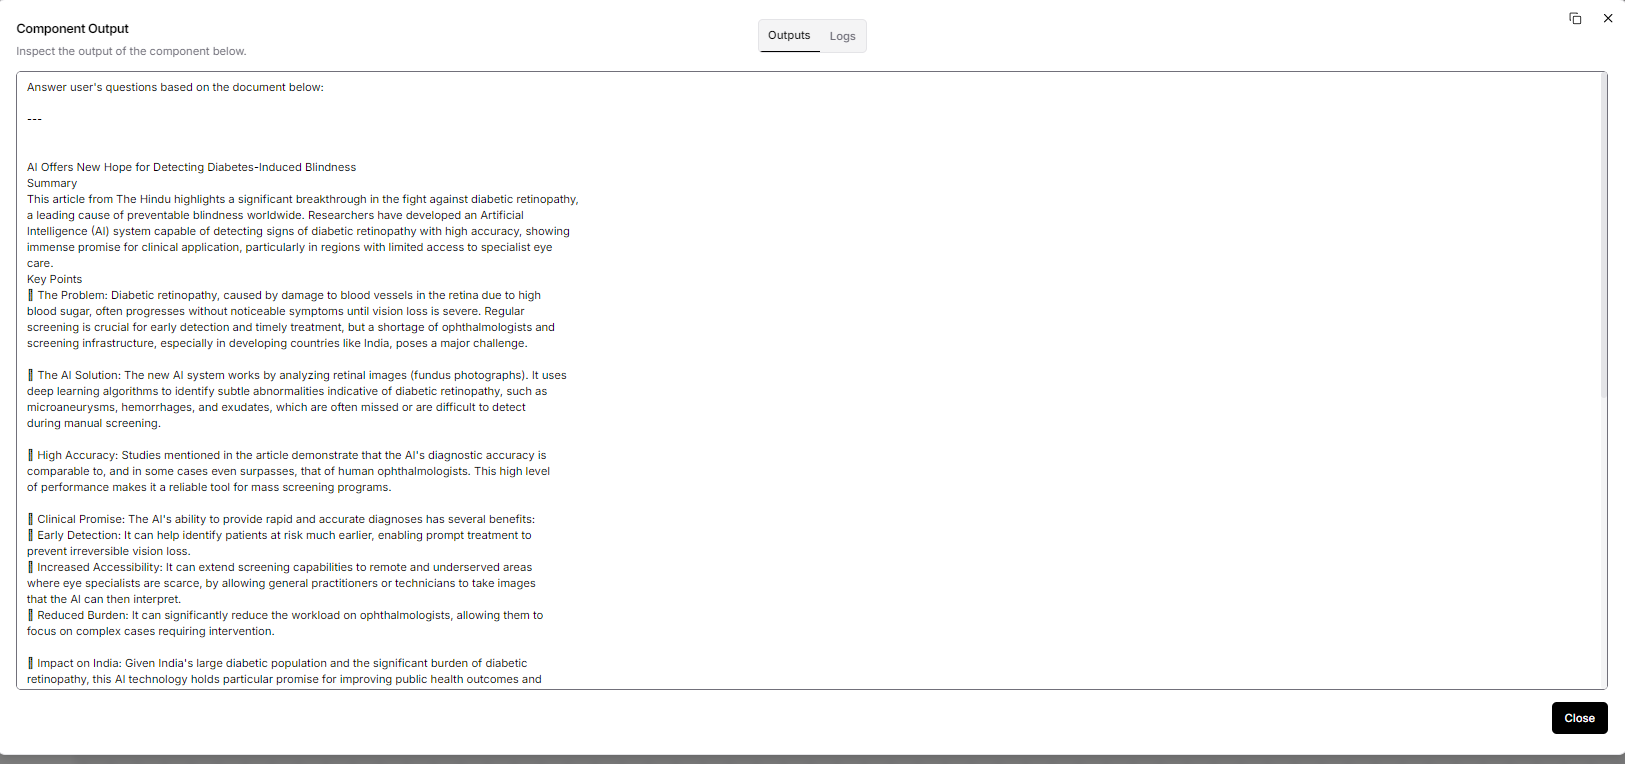 Component Output
Inspect the output of the component below.
Outputs
Logs
Answer user's questions based on the document below:
---
AI Offers New Hope for Detecting Diabetes-Induced Blindness
Summary
This article from The Hindu highlights a significant breakthrough in the fight against diabetic retinopathy,
a leading cause of preventable blindness worldwide. Researchers have developed an Artificial
Intelligence (AI) system capable of detecting signs of diabetic retinopathy with high accuracy, showing
immense promise for clinical application, particularly in regions with limited access to specialist eye
care.
Key Points
The Problem: Diabetic retinopathy, caused by damage to blood vessels in the retina due to high
blood sugar, often progresses without noticeable symptoms until vision loss is severe. Regular
screening is crucial for early detection and timely treatment, but a shortage of ophthalmologists and
screening infrastructure, especially in developing countries like India, poses a major challenge.
The AI Solution: The new AI system works by analyzing retinal images (fundus photographs). It uses
deep learning algorithms to identify subtle abnormalities indicative of diabetic retinopathy, such as
microaneurysms, hemorrhages, and exudates, which are often missed or are difficult to detect
during manual screening.
High Accuracy: Studies mentioned in the article demonstrate that the AI's diagnostic accuracy is
comparable to, and in some cases even surpasses, that of human ophthalmologists. This high level
of performance makes it a reliable tool for mass screening programs.
Clinical Promise: The AI's ability to provide rapid and accurate diagnoses has several benefits:
Early Detection: It can help identify patients at risk much earlier, enabling prompt treatment to
prevent irreversible vision loss.
Increased Accessibility: It can extend screening capabilities to remote and underserved areas
where eye specialists are scarce, by allowing general practitioners or technicians to take images
that the AI can then interpret.
Reduced Burden: It can significantly reduce the workload on ophthalmologists, allowing them to
focus on complex cases requiring intervention.
Impact on India: Given India's large diabetic population and the significant burden of diabetic
retinopathy, this AI technology holds particular promise for improving public health outcomes and
Close